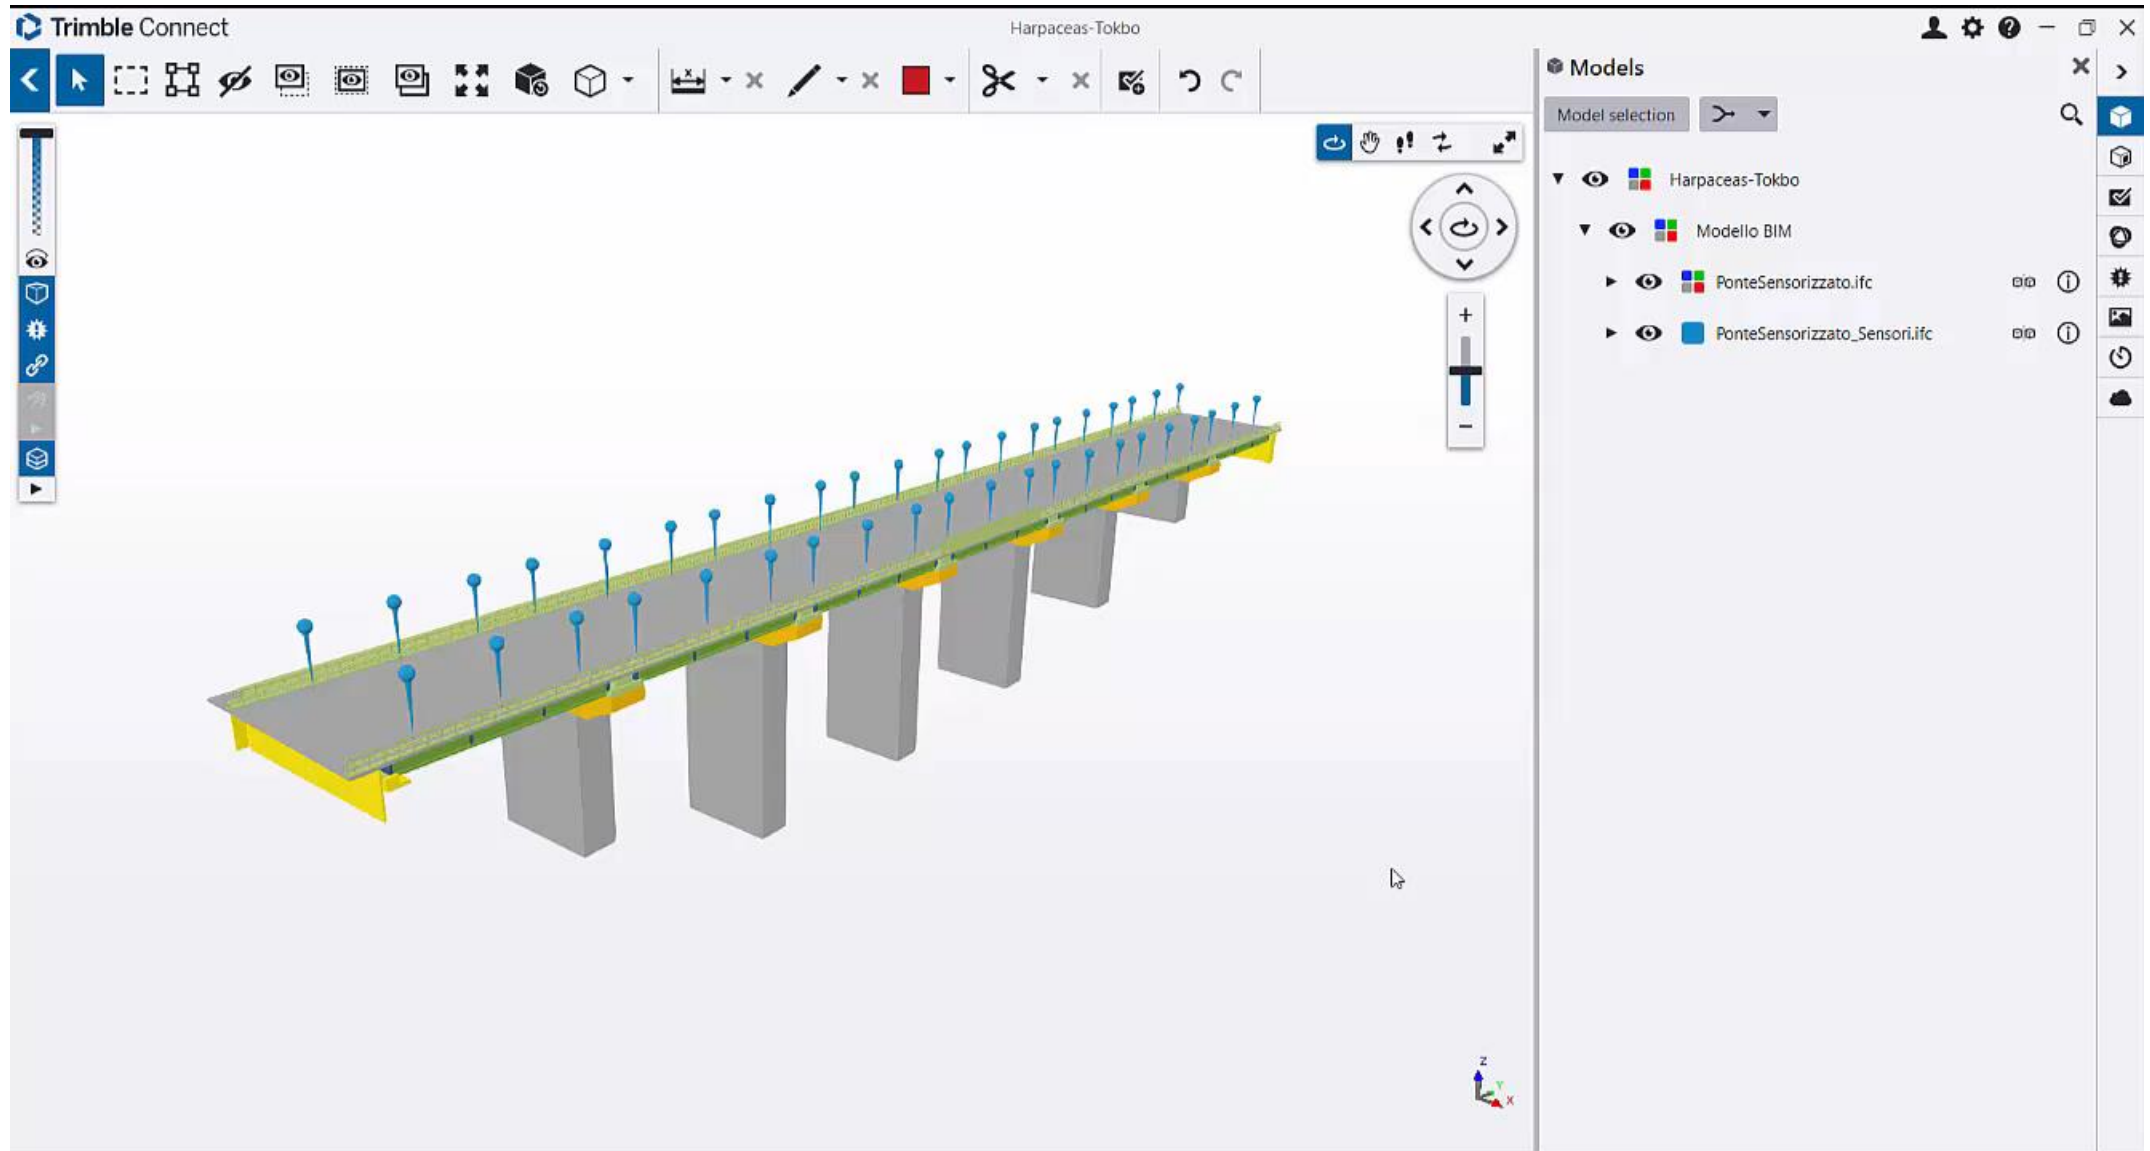 Trimble Connect
Harpaceas-Tokbo
Models
Model selection
Harpaceas-Tokbo
Modello BIM
PonteSensorizzato.ifc
PonteSensorizzato_Sensori.ifc
Z
Y
X